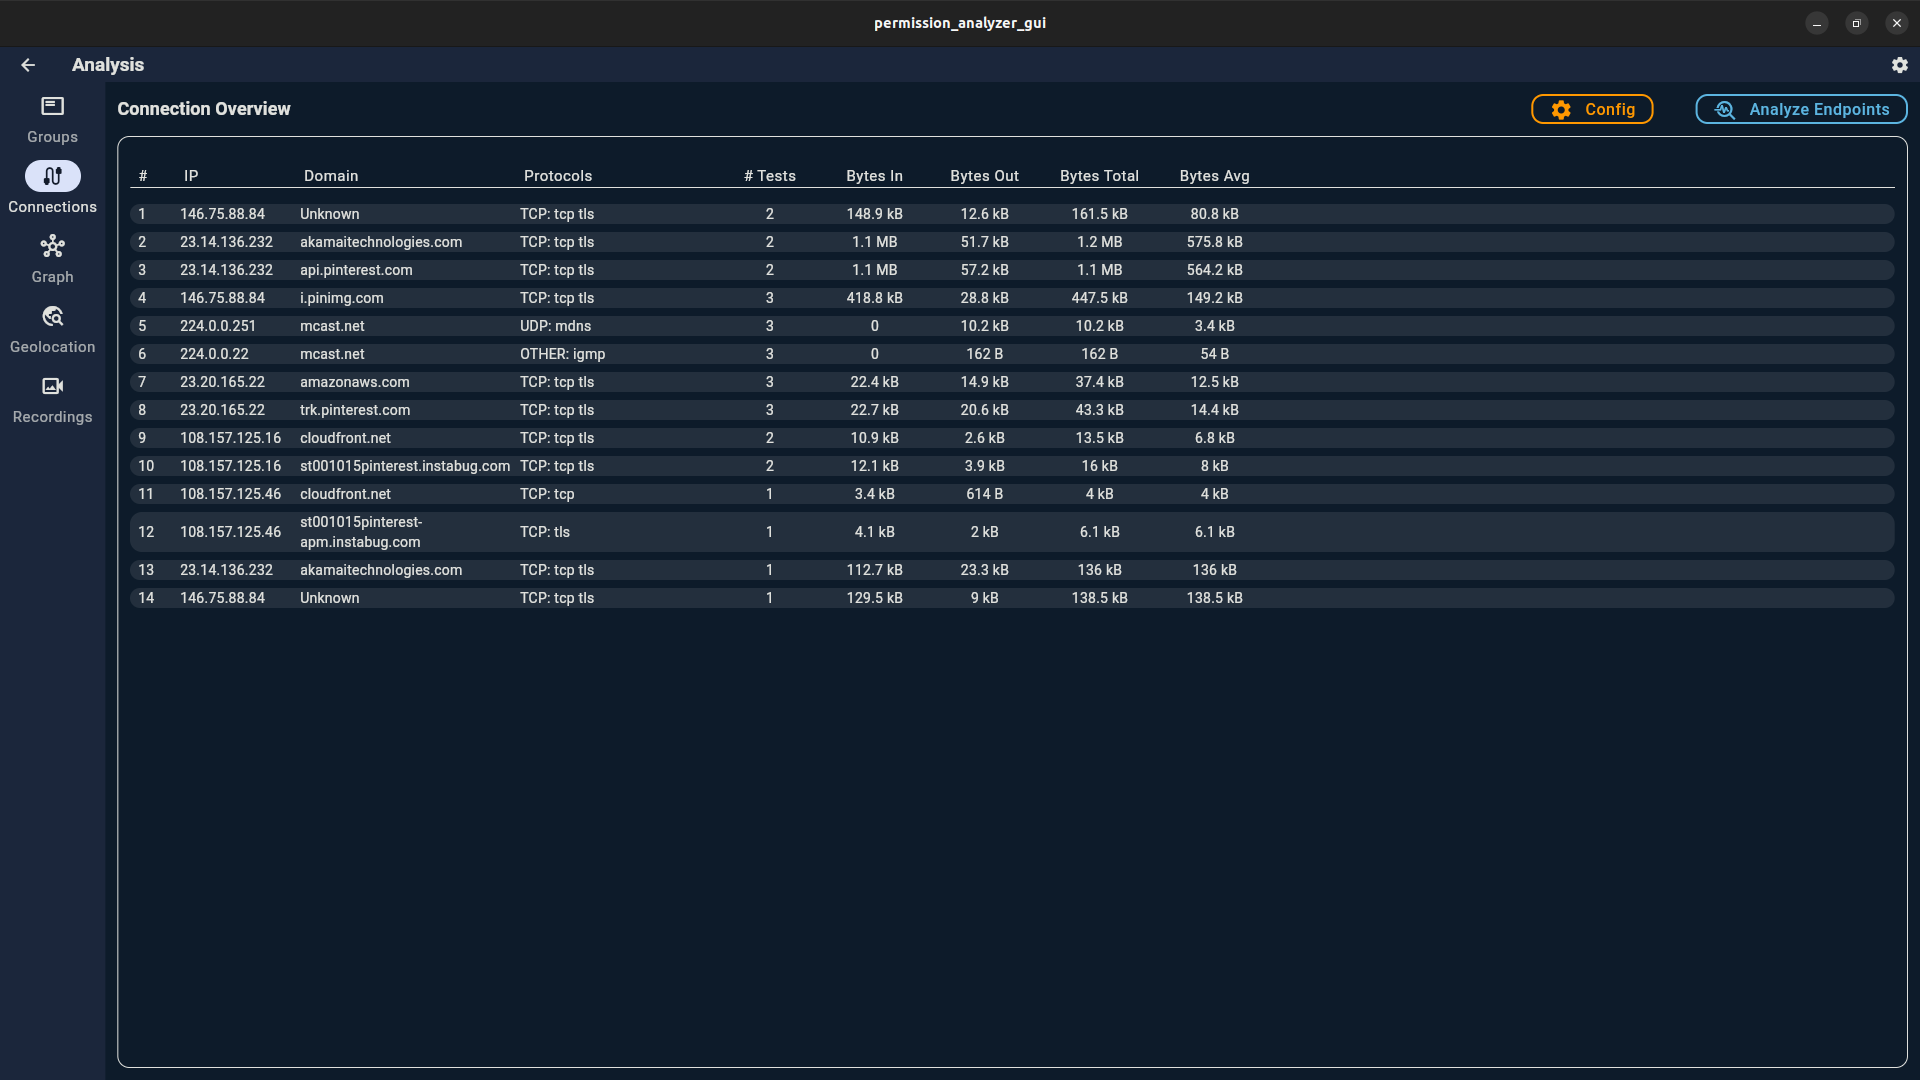 permission_analyzer_gui
Analysis
Groups
Connections
Graph
Geolocation
Recordings
Connection Overview
Config
Analyze Endpoints
# IP Domain Protocols # Tests Bytes In Bytes Out Bytes Total Bytes Avg
1 146.75.88.84 Unknown TCP: tcp tls 2 148.9 kB 12.6 kB 161.5 kB 80.8 kB
2 23.14.136.232 akamaitechnologies.com TCP: tcp tls 2 1.1 MB 51.7 kB 1.2 MB 575.8 kB
3 23.14.136.232 api.pinterest.com TCP: tcp tls 2 1.1 MB 57.2 kB 1.1 MB 564.2 kB
4 146.75.88.84 i.pinimg.com TCP: tcp tls 3 418.8 kB 28.8 kB 447.5 kB 149.2 kB
5 224.0.0.251 mcast.net UDP: mdns 3 0 10.2 kB 10.2 kB 3.4 kB
6 224.0.0.22 mcast.net OTHER: igmp 3 0 162 B 162 B 54 B
7 23.20.165.22 amazonaws.com TCP: tcp tls 3 22.4 kB 14.9 kB 37.4 kB 12.5 kB
8 23.20.165.22 trk.pinterest.com TCP: tcp tls 3 22.7 kB 20.6 kB 43.3 kB 14.4 kB
9 108.157.125.16 cloudfront.net TCP: tcp tls 2 10.9 kB 2.6 kB 13.5 kB 6.8 kB
10 108.157.125.16 st001015pinterest.instabug.com TCP: tcp tls 2 12.1 kB 3.9 kB 16 kB 8 kB
11 108.157.125.46 cloudfront.net TCP: tcp 1 3.4 kB 614 B 4 kB 4 kB
12 108.157.125.46 st001015pinterest-
apm.instabug.com TCP: tls 1 4.1 kB 2 kB 6.1 kB 6.1 kB
13 23.14.136.232 akamaitechnologies.com TCP: tcp tls 1 112.7 kB 23.3 kB 136 kB 136 kB
14 146.75.88.84 Unknown TCP: tcp tls 1 129.5 kB 9 kB 138.5 kB 138.5 kB